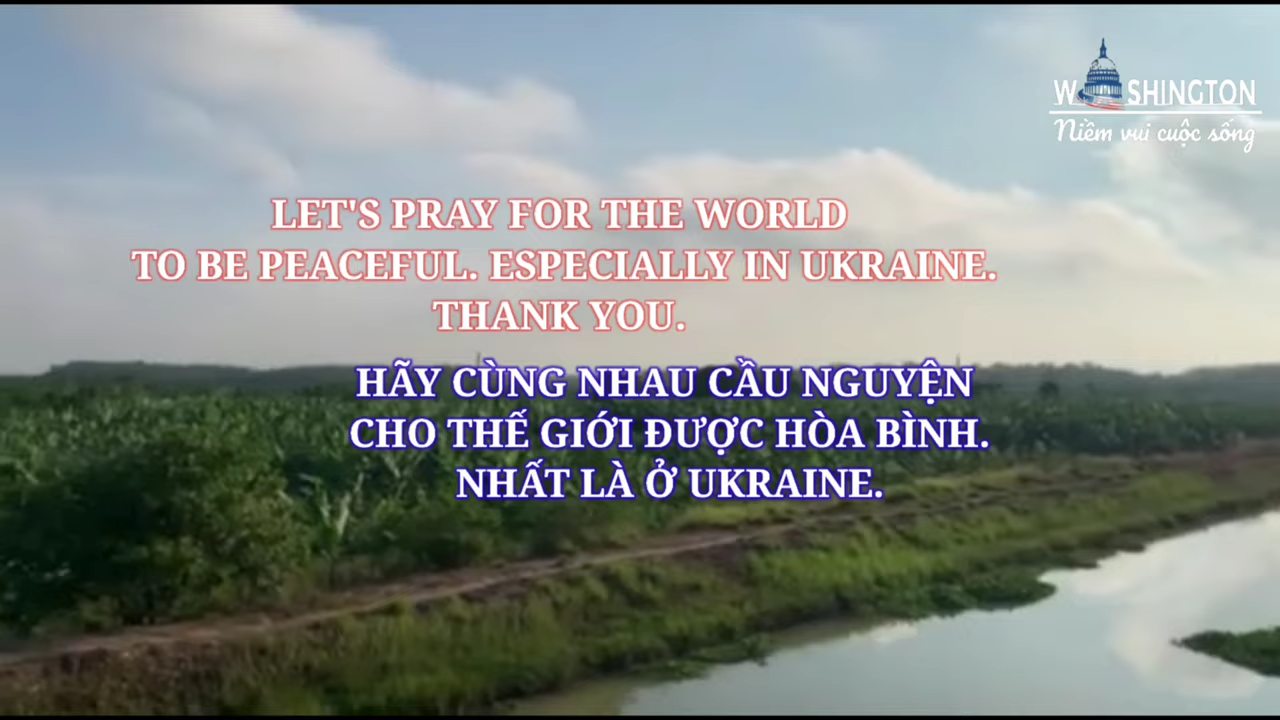 WASHINGTON
Niềm vui cuộc sống
LET'S PRAY FOR THE WORLD
TO BE PEACEFUL. ESPECIALLY IN UKRAINE.
THANK YOU.
HÃY CÙNG NHAU CẦU NGUYỆN
CHO THẾ GIỚI ĐƯỢC HÒA BÌNH.
NHẤT LÀ Ở UKRAINE.